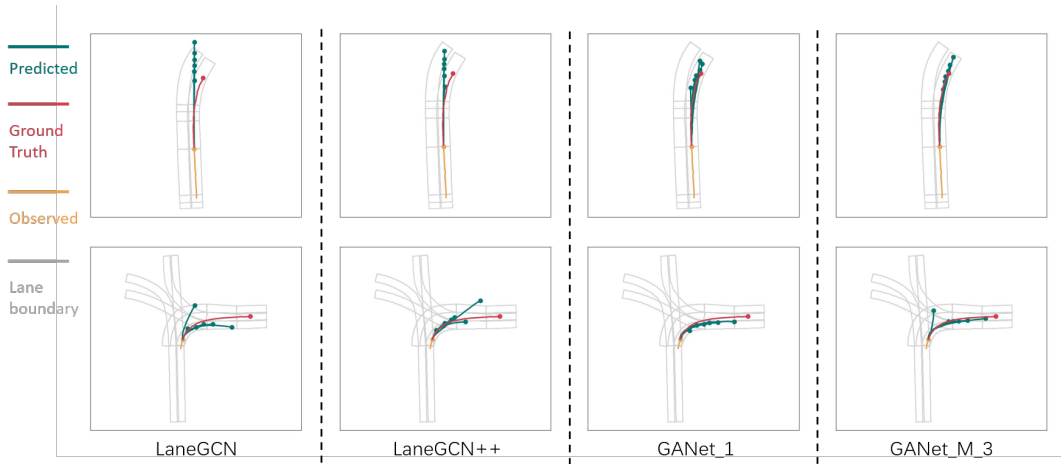 Predicted
Ground
Truth
Observed
Lane
boundary
LaneGCN
LaneGCN++
GANet_1
GANet_M_3